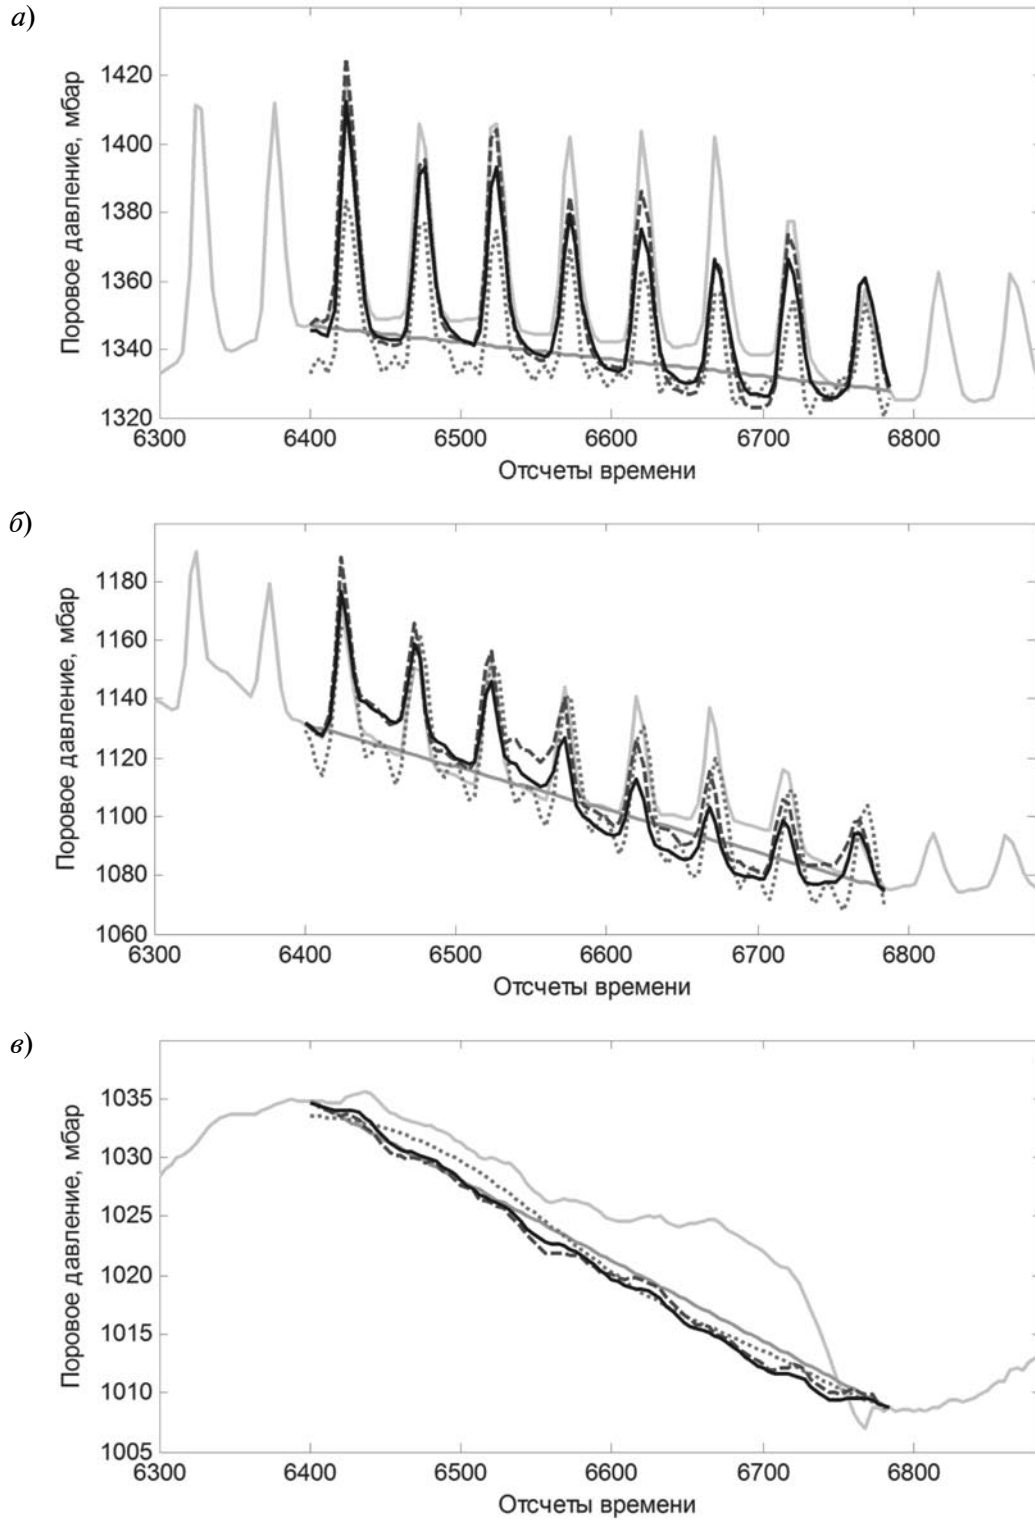 а)
Поровое давление, мбар
1420
1400
1380
1360
1340
1320
6300 6400 6500 6600 6700 6800
Отсчеты времени
б)
Поровое давление, мбар
1180
1160
1140
1120
1100
1080
1060
6300 6400 6500 6600 6700 6800
Отсчеты времени
в)
Поровое давление, мбар
1035
1030
1025
1020
1015
1010
1005
6300 6400 6500 6600 6700 6800
Отсчеты времени